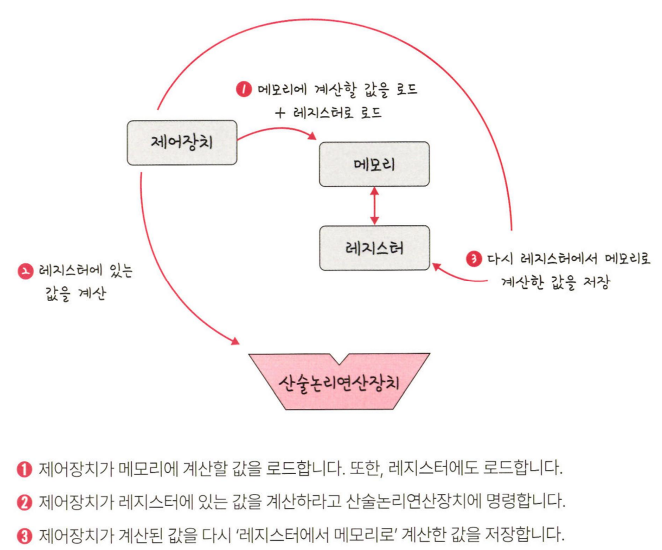 ❶ 메모리에 계산할 값을 로드
+ 레지스터로 로드
제어장치
메모리
레지스터
❷ 레지스터에 있는
값을 계산
❸ 다시 레지스터에서 메모리로
계산한 값을 저장
산술논리연산장치
❶ 제어장치가 메모리에 계산할 값을 로드합니다. 또한, 레지스터에도 로드합니다.
❷ 제어장치가 레지스터에 있는 값을 계산하라고 산술논리연산장치에 명령합니다.
❸ 제어장치가 계산된 값을 다시 ‘레지스터에서 메모리로’ 계산한 값을 저장합니다.